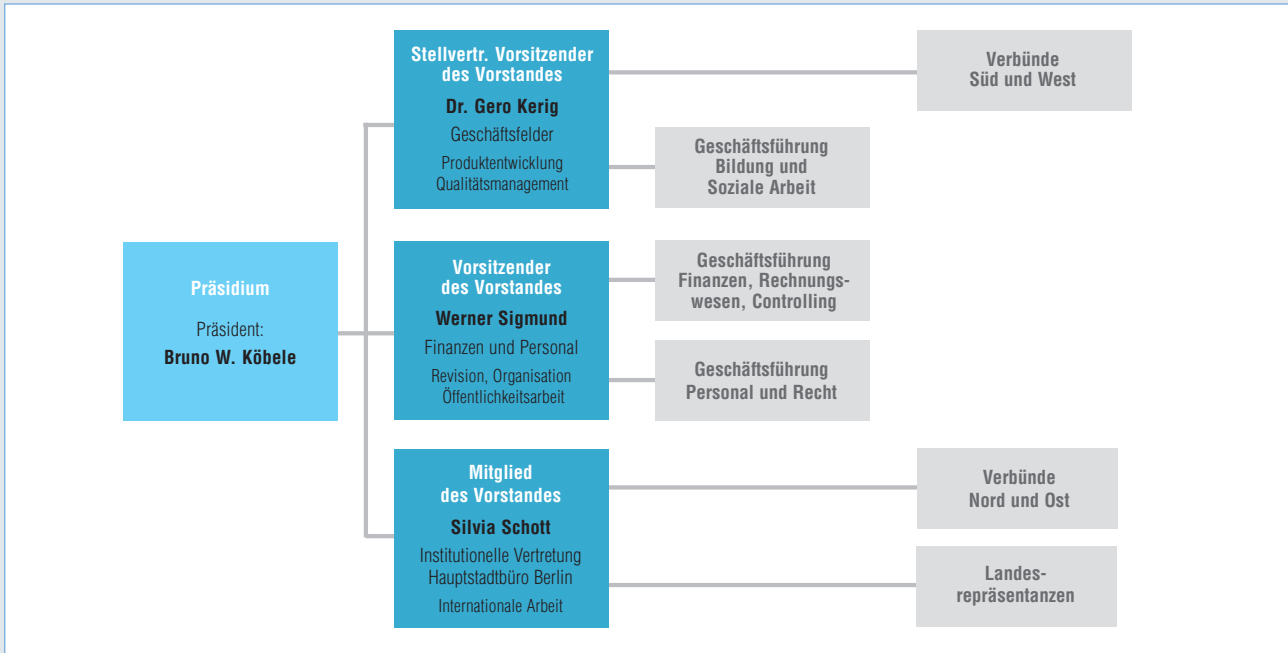 Präsidium
Präsident:
Bruno W. Köbele
Stellvertr. Vorsitzender
des Vorstandes
Dr. Gero Kerig
Geschäftsfelder
Produktentwicklung
Qualitätsmanagement
Verbünde
Süd und West
Geschäftsführung
Bildung und
Soziale Arbeit
Vorsitzender
des Vorstandes
Werner Sigmund
Finanzen und Personal
Revision, Organisation
Öffentlichkeitsarbeit
Geschäftsführung
Finanzen, Rechnungs-
wesen, Controlling
Geschäftsführung
Personal und Recht
Mitglied
des Vorstandes
Silvia Schott
Institutionelle Vertretung
Hauptstadtbüro Berlin
Internationale Arbeit
Verbünde
Nord und Ost
Landes-
repräsentanzen